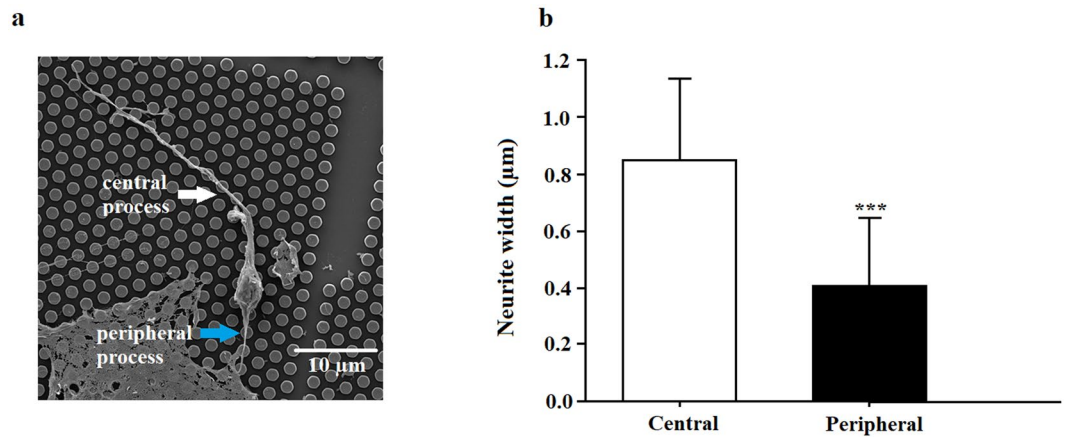 a
central
process
peripheral
process
10 μm
b
Neurite width (μm)
1.2
1.0
0.8
0.6
0.4
0.2
0.0
***
Central
Peripheral